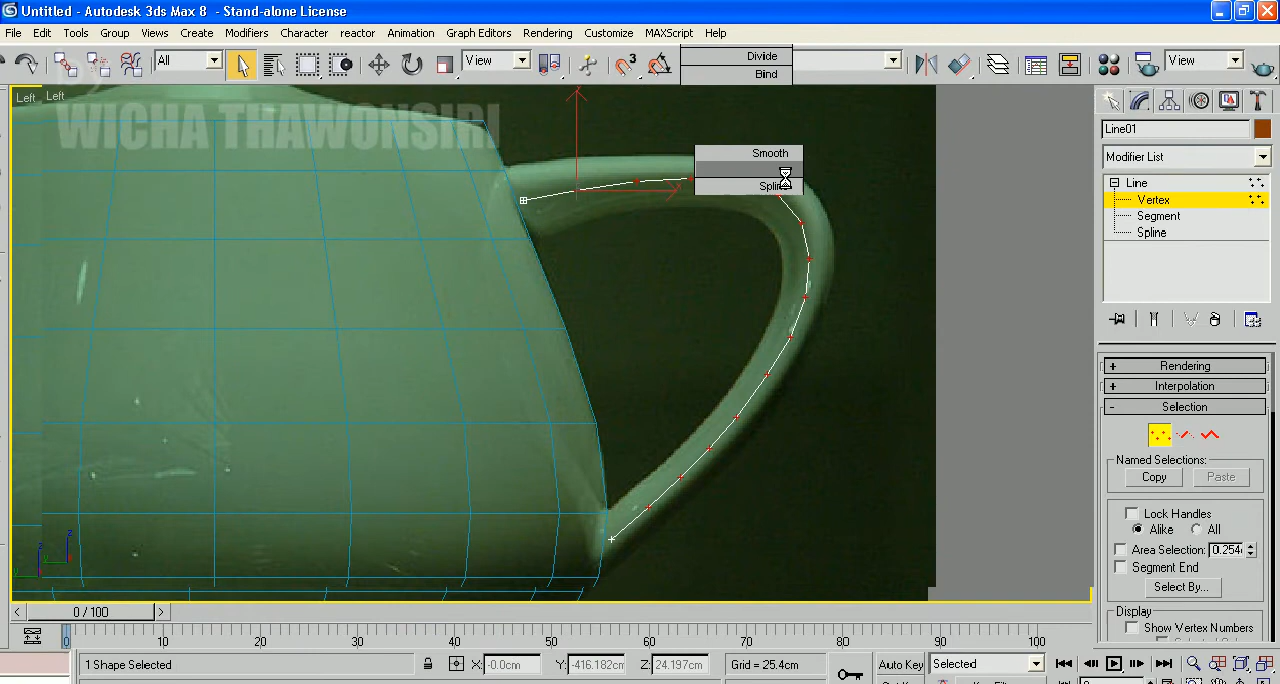 Untitled - Autodesk 3ds Max 8 - Stand-alone License
File Edit Tools Group Views Create Modifiers Character reactor Animation Graph Editors Rendering Customize MAXScript Help
All
View
Divide
Bind
View
Left
Left
WICHA THAWONSIRI
Smooth
Spline
Line01
Modifier List
Line
Vertex
Segment
Spline
+ Rendering
+ Interpolation
- Selection
Named Selections:
Copy Paste
Lock Handles
Alike All
Area Selection:
Segment End
Select By...
Display
Show Vertex Numbers
< 0 / 100 >
0 10 20 30 40 50 60 70 80 90 100
1 Shape Selected
X: -0.0cm Y: -416.182cm Z: 24.197cm Grid = 25.4cm
Auto Key Selected